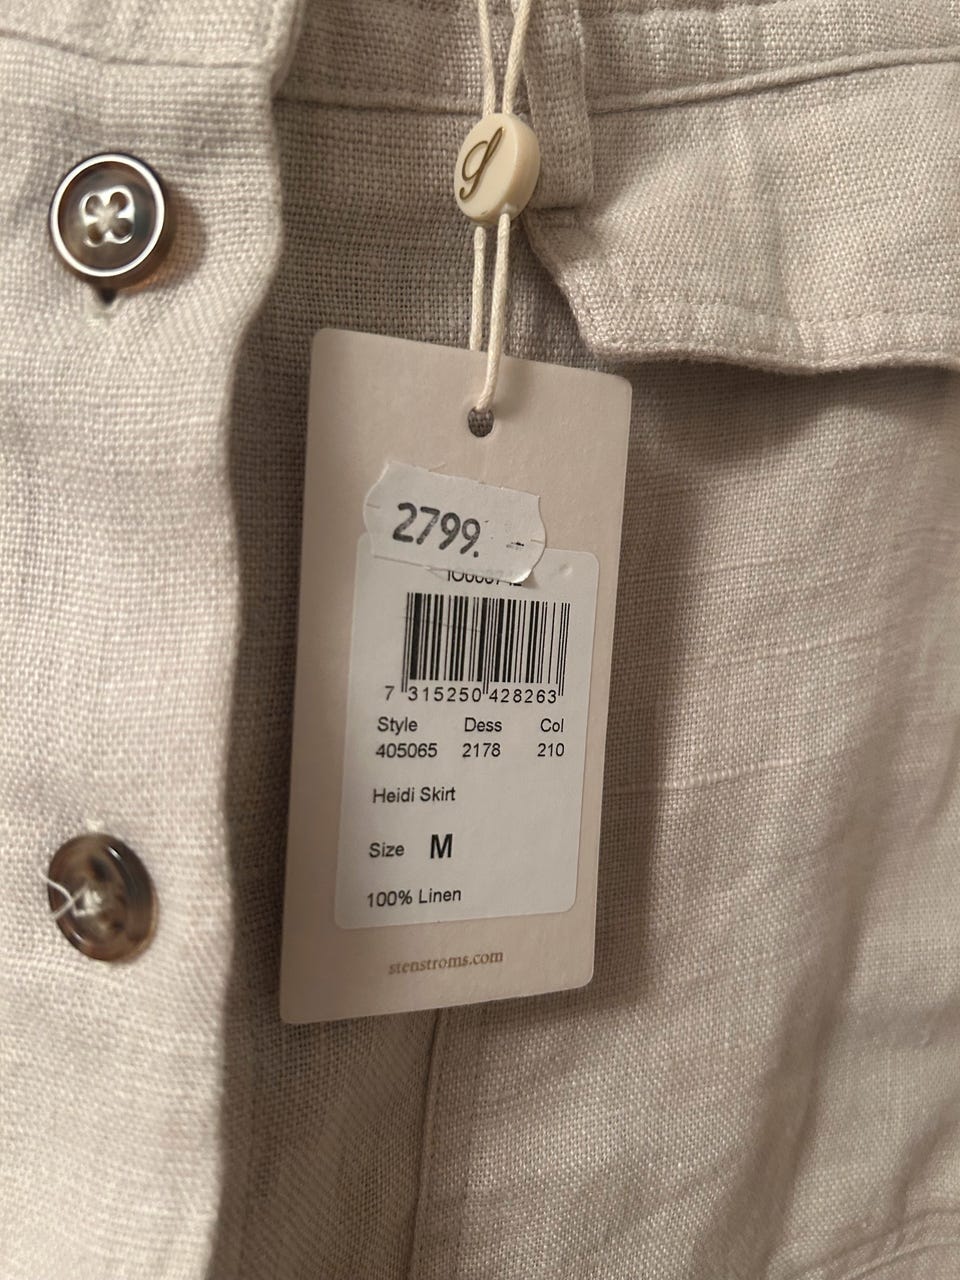 2799.-
7 315250 428263
Style Dess Col
405065 2178 210
Heidi Skirt
Size M
100% Linen
stenstroms.com